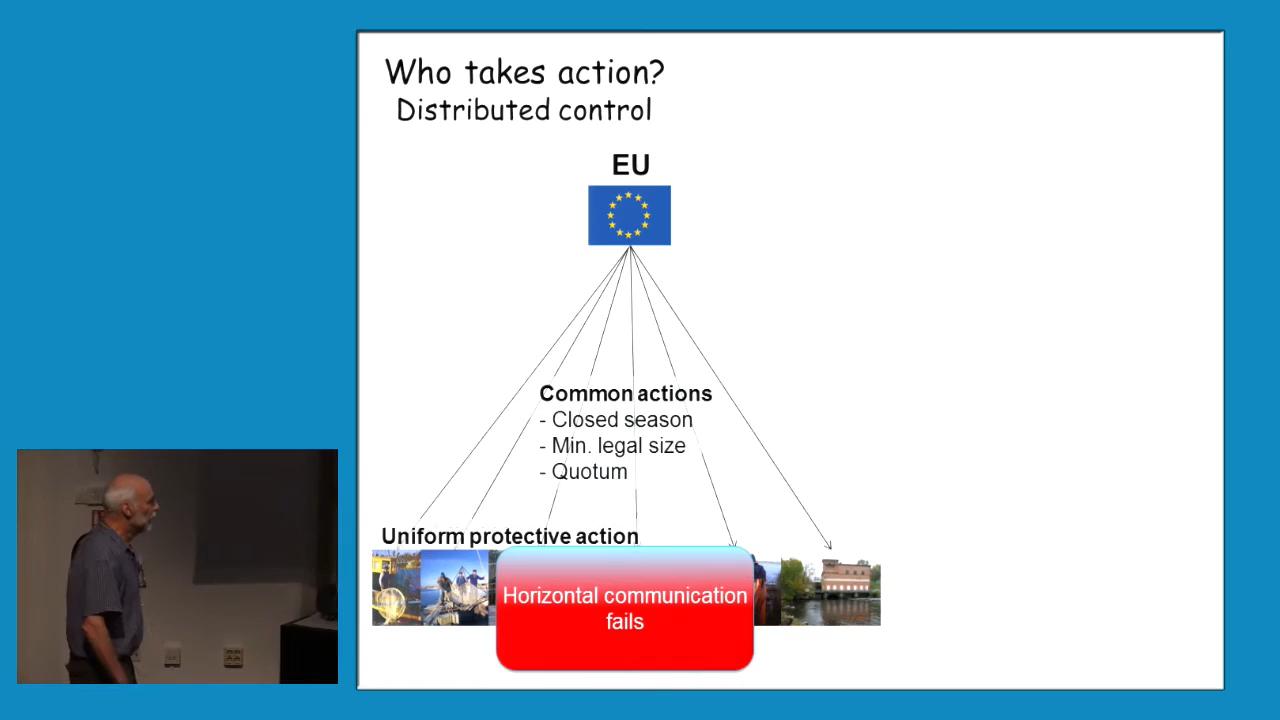 Who takes action?
Distributed control
EU
Common actions
- Closed season
- Min. legal size
- Quotum
Uniform protective action
Horizontal communication
fails